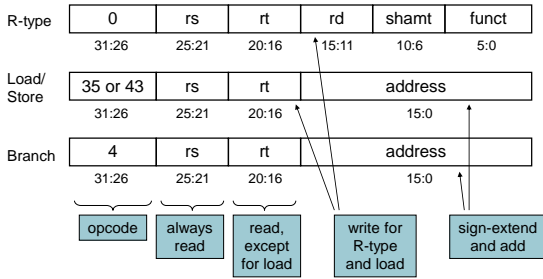 R-type 0 rs rt rd shamt funct
31:26 25:21 20:16 15:11 10:6 5:0
Load/
Store 35 or 43 rs rt address
31:26 25:21 20:16 15:0
Branch 4 rs rt address
31:26 25:21 20:16 15:0
opcode
always
read
read,
except
for load
write for
R-type
and load
sign-extend
and add